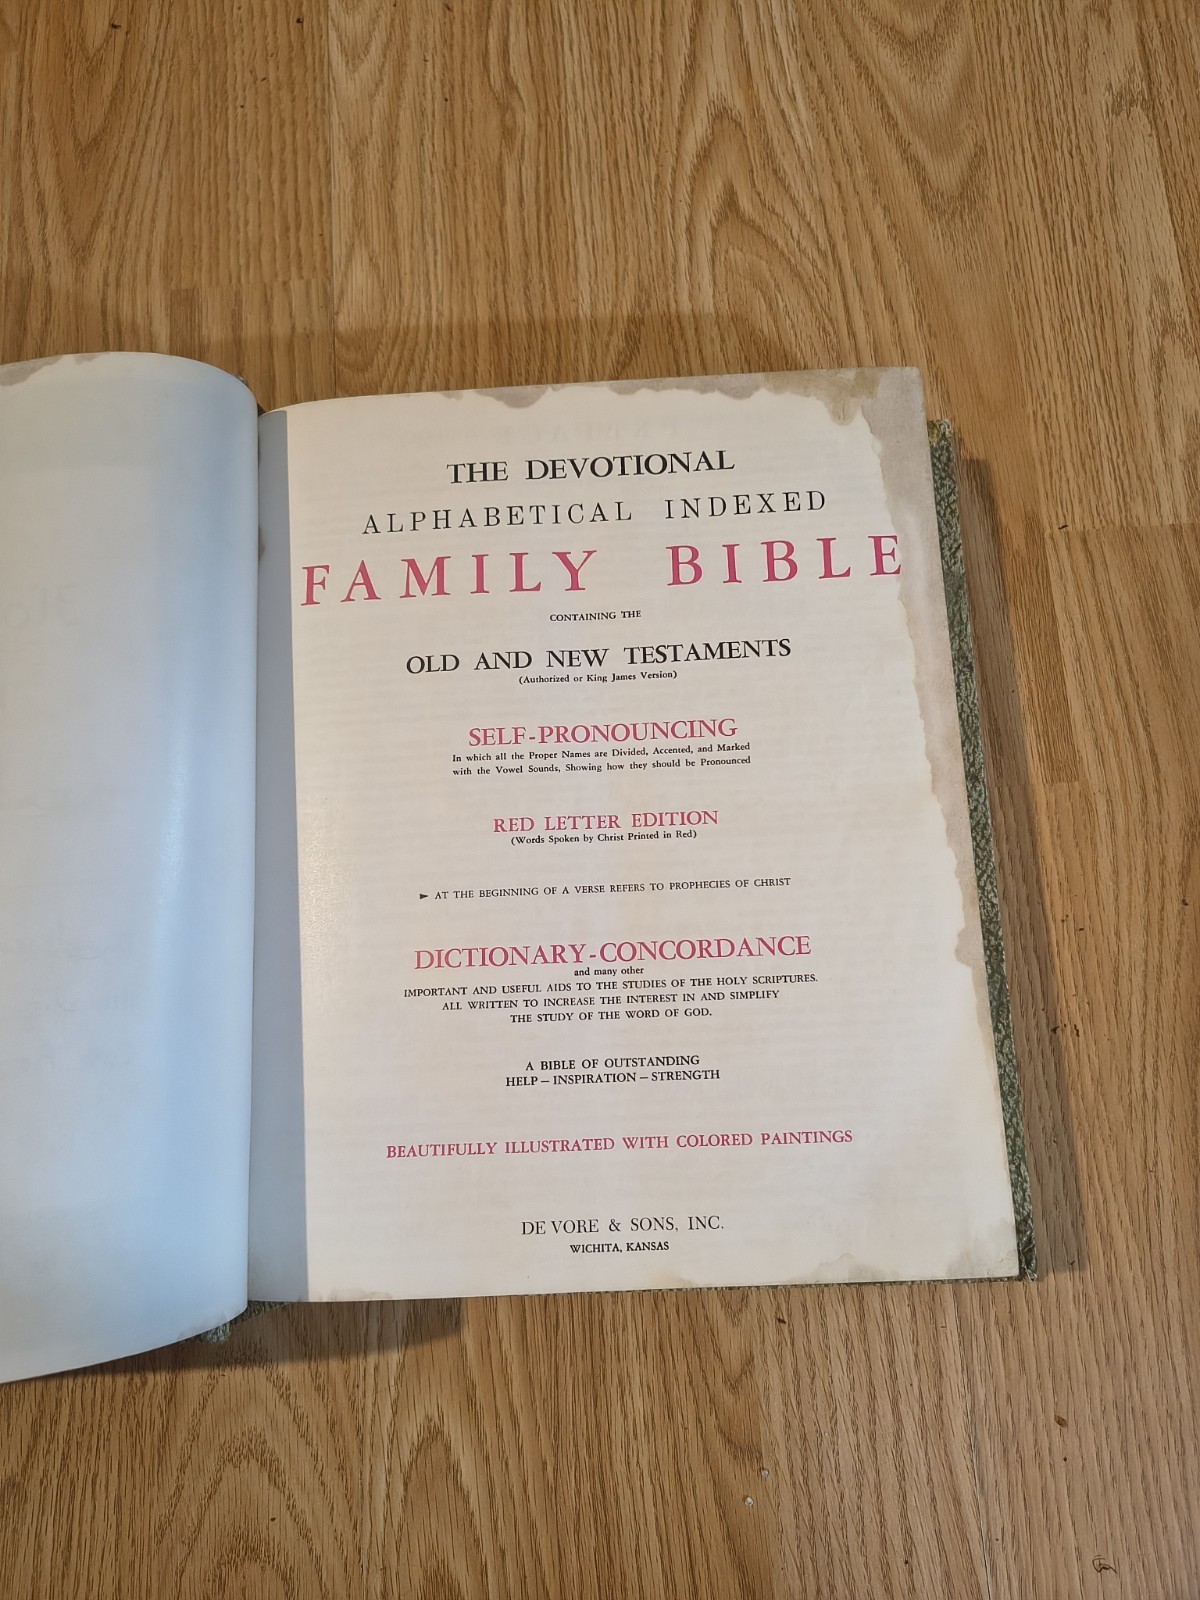 THE DEVOTIONAL
ALPHABETICAL INDEXED
FAMILY BIBLE
CONTAINING THE
OLD AND NEW TESTAMENTS
(Authorized or King James Version)
SELF-PRONOUNCING
In which all the Proper Names are Divided, Accented, and Marked
with the Vowel Sounds, Showing how they should be Pronounced
RED LETTER EDITION
(Words Spoken by Christ Printed in Red)
► AT THE BEGINNING OF A VERSE REFERS TO PROPHECIES OF CHRIST
DICTIONARY-CONCORDANCE
and many other
IMPORTANT AND USEFUL AIDS TO THE STUDIES OF THE HOLY SCRIPTURES.
ALL WRITTEN TO INCREASE THE INTEREST IN AND SIMPLIFY
THE STUDY OF THE WORD OF GOD.
A BIBLE OF OUTSTANDING
HELP – INSPIRATION – STRENGTH
BEAUTIFULLY ILLUSTRATED WITH COLORED PAINTINGS
DE VORE & SONS, INC.
WICHITA, KANSAS